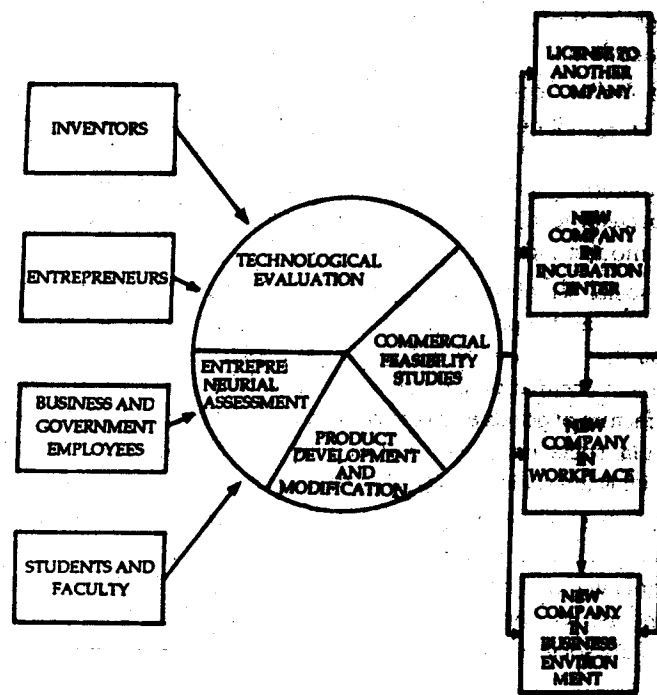 INVENTORS
ENTREPRENEURS
BUSINESS AND
GOVERNMENT
EMPLOYEES
STUDENTS AND
FACULTY
TECHNOLOGICAL
EVALUATION
ENTREPRE
NEURIAL
ASSESSMENT
COMMERCIAL
FEASIBILITY
STUDIES
PRODUCT
DEVELOPMENT
AND
MODIFICATION
LICENSE TO
ANOTHER
COMPANY
NEW
COMPANY
IN
INCUBATION
CENTER
NEW
COMPANY
IN
WORKPLACE
NEW
COMPANY
IN
BUSINESS
ENVIRON
MENT